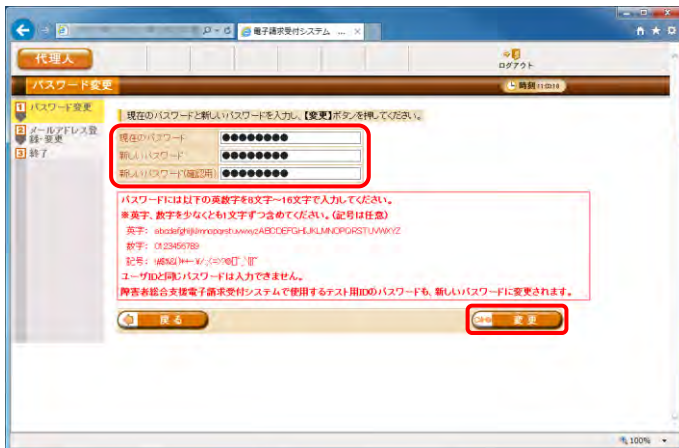 電子請求受付システム ...
代理人
ログアウト
パスワード変更
時刻
1 パスワード変更
2 メールアドレス登録・変更
3 終了
現在のパスワードと新しいパスワードを入力し、【変更】ボタンを押してください。
現在のパスワード ●●●●●●●●
新しいパスワード ●●●●●●●●
新しいパスワード(確認用) ●●●●●●●●
パスワードには以下の英数字を8文字～16文字で入力してください。
※英字、数字を少なくとも1文字ずつ含めてください。(記号は任意)
英字: abcdefghijklmnopqrstuvwxyzABCDEFGHIJKLMNOPQRSTUVWXYZ
数字: 0123456789
記号:
ユーザIDと同じパスワードは入力できません。
障害者総合支援電子請求受付システムで使用するテスト用IDのパスワードも、新しいパスワードに変更されます。
戻る
変更
100%